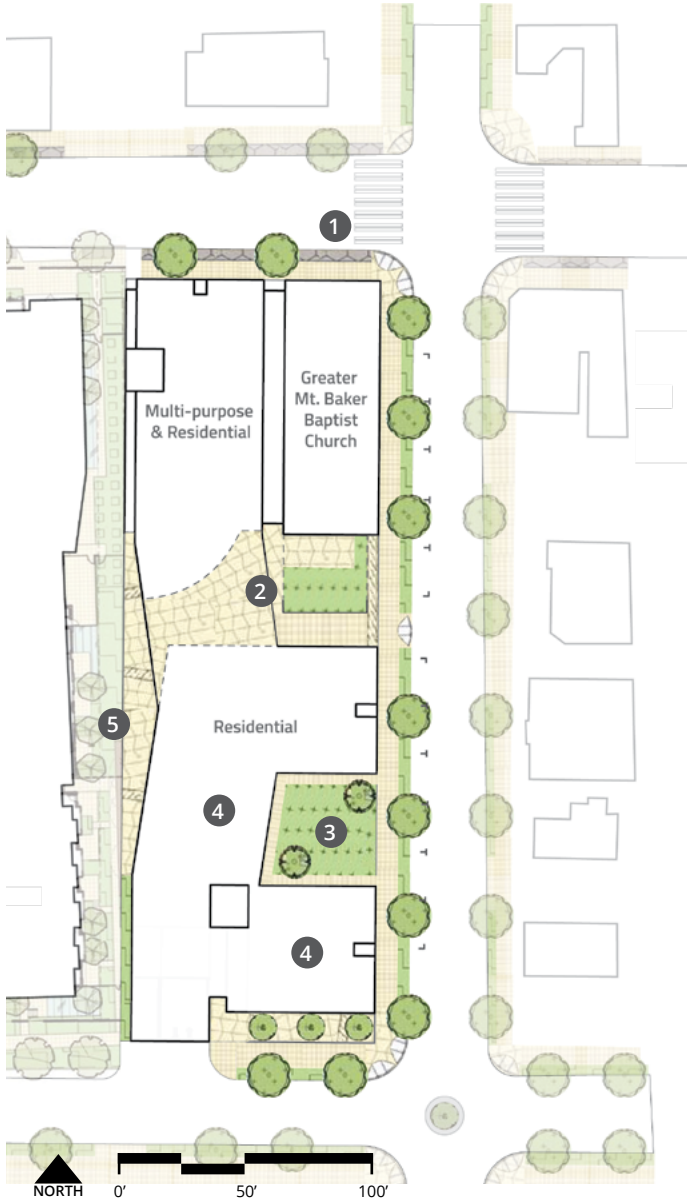 1
Greater
Mt. Baker
Baptist
Church
Multi-purpose
& Residential
2
5
Residential
4
3
4
NORTH
0'
50'
100'